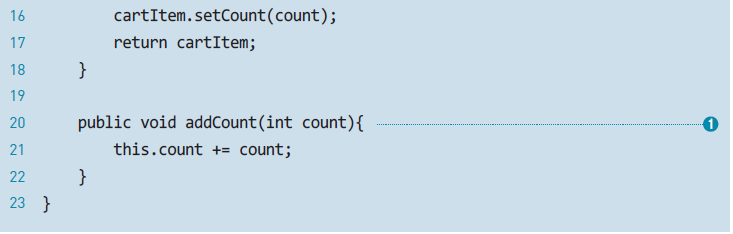 16 cartItem.setCount(count);
17 return cartItem;
18 }
19
20 public void addCount(int count){ ❶
21 this.count += count;
22 }
23 }